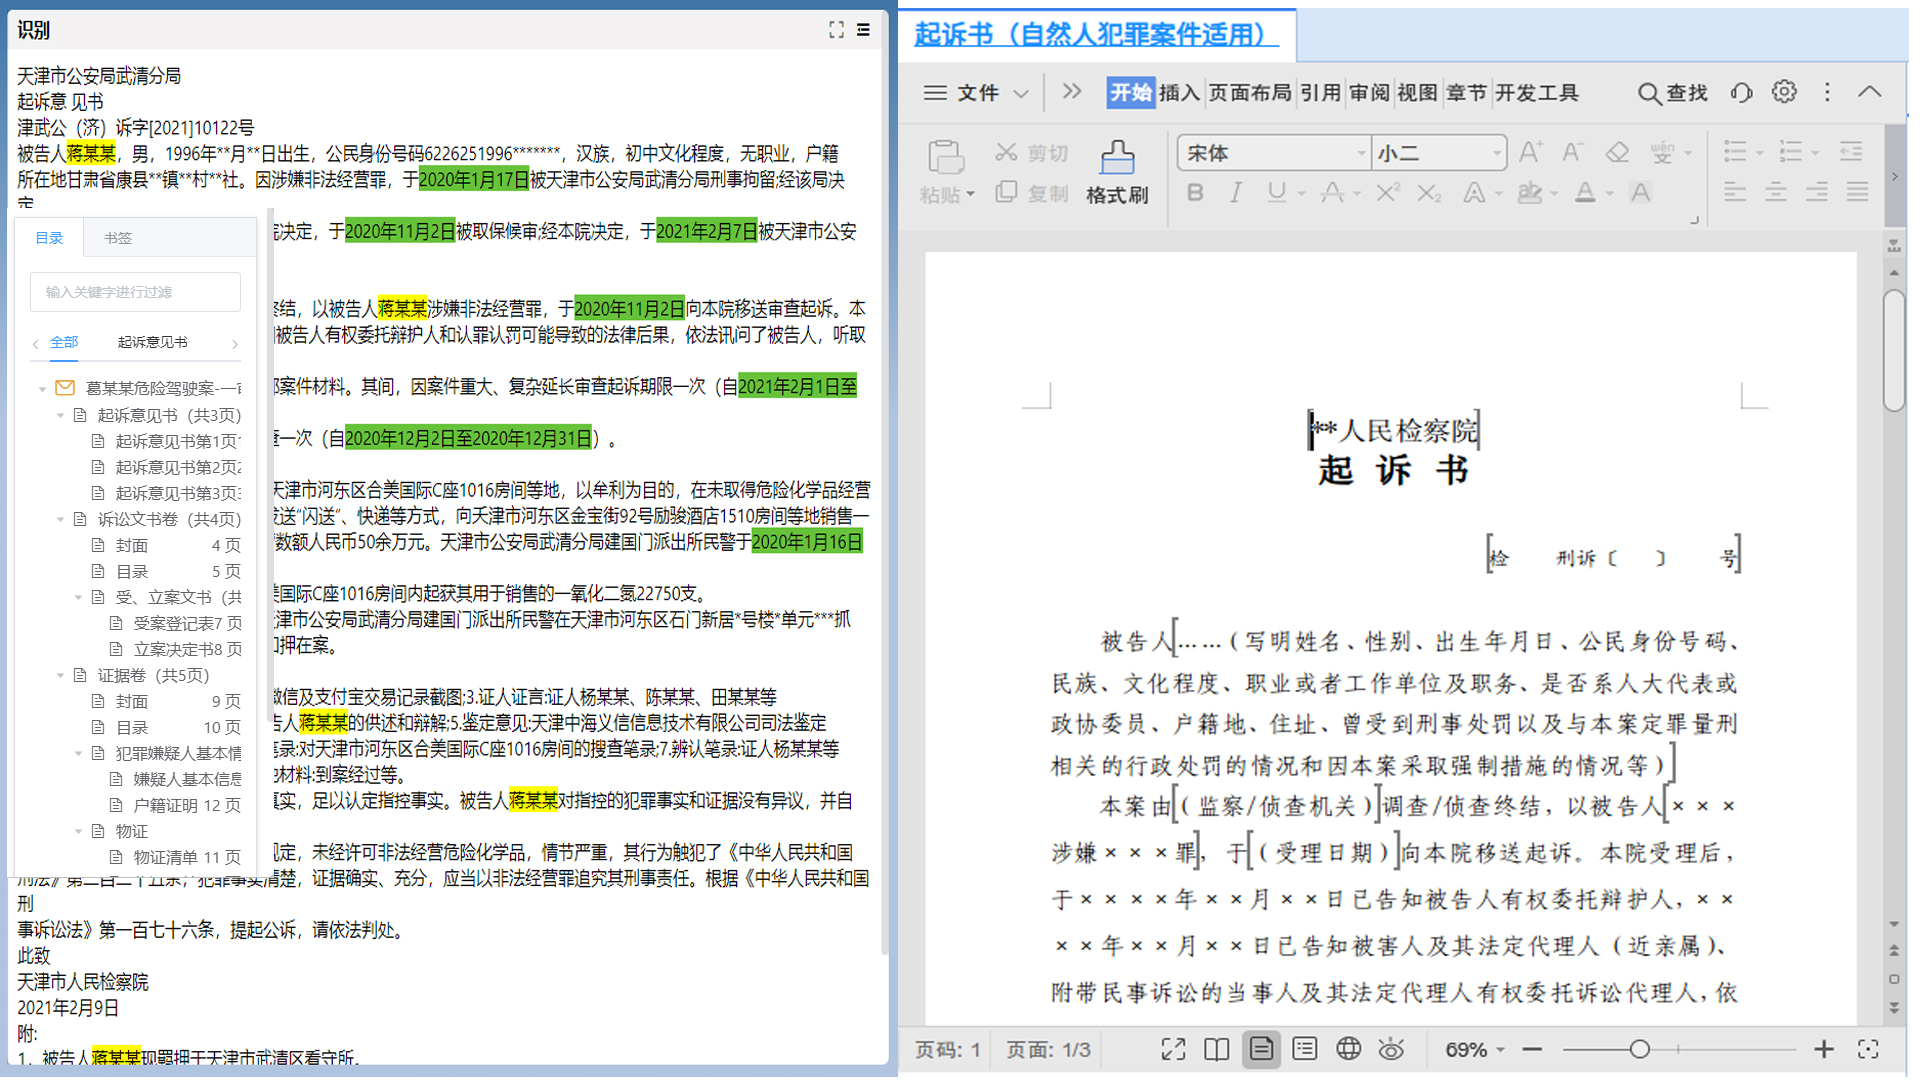 识别
天津市公安局武清分局
起诉意 见书
津武公（济）诉字[2021]10122号
被告人蒋某某，男，1996年**月**日出生，公民身份号码6226251996*******，汉族，初中文化程度，无职业，户籍
所在地甘肃省康县**镇**村**社。因涉嫌非法经营罪，于2020年1月17日被天津市公安局武清分局刑事拘留;经该局决
决定，于2020年11月2日被取保候审;经本院决定，于2021年2月7日被天津市公安
结，以被告人蒋某某涉嫌非法经营罪，于2020年11月2日向本院移送审查起诉。本
被告人有权委托辩护人和认罪认罚可能导致的法律后果，依法讯问了被告人，听取
案件材料。其间，因案件重大、复杂延长审查起诉期限一次（自2021年2月1日至
一次（自2020年12月2日至2020年12月31日）。
天津市河东区合美国际C座1016房间等地，以牟利为目的，在未取得危险化学品经营
送“闪送”、快递等方式，向天津市河东区金宝街92号励骏酒店1510房间等地销售一
数额人民币50余万元。天津市公安局武清分局建国门派出所民警于2020年1月16日
美国际C座1016房间内起获其用于销售的一氧化二氮22750支。
津市公安局武清分局建国门派出所民警在天津市河东区石门新居*号楼*单元***抓
押在案。
微信及支付宝交易记录截图;3.证人证言:证人杨某某、陈某某、田某某等
告人蒋某某的供述和辩解;5.鉴定意见:天津中海义信信息技术有限公司司法鉴定
笔录:对天津市河东区合美国际C座1016房间的搜查笔录;7.辨认笔录:证人杨某某等
材料;到案经过等。
真实，足以认定指控事实。被告人蒋某某对指控的犯罪事实和证据没有异议，并自
定，未经许可非法经营危险化学品，情节严重，其行为触犯了《中华人民共和国
刑法》第二百二十五条，犯罪事实清楚，证据确实、充分，应当以非法经营罪追究其刑事责任。根据《中华人民共和国
刑
事诉讼法》第一百七十六条，提起公诉，请依法判处。
此致
天津市人民检察院
2021年2月9日
附:
1、被告人蒋某某现羁押于天津市武清区看守所。
目录 书签
输入关键字进行过滤
全部 起诉意见书
葛某某危险驾驶案-一
起诉意见书（共3页）
起诉意见书第1页
起诉意见书第2页
起诉意见书第3页
诉讼文书卷（共4页）
封面 4 页
目录 5 页
受、立案文书（共
受案登记表7 页
立案决定书8 页
证据卷（共5页）
封面 9 页
目录 10 页
犯罪嫌疑人基本情
嫌疑人基本信息
户籍证明 12 页
物证
物证清单 11 页
起诉书（自然人犯罪案件适用）
文件 开始 插入 页面布局 引用 审阅 视图 章节 开发工具 查找
粘贴 剪切 复制 格式刷 宋体 小二
**人民检察院
起 诉 书
检 刑诉〔 〕 号
被告人……（写明姓名、性别、出生年月日、公民身份号码、
民族、文化程度、职业或者工作单位及职务、是否系人大代表或
政协委员、户籍地、住址、曾受到刑事处罚以及与本案定罪量刑
相关的行政处罚的情况和因本案采取强制措施的情况等）
本案由（监察/侦查机关）调查/侦查终结，以被告人×××
涉嫌×××罪，于（受理日期）向本院移送起诉。本院受理后，
于××××年××月××日已告知被告人有权委托辩护人，××
××年××月××日已告知被害人及其法定代理人（近亲属）、
附带民事诉讼的当事人及其法定代理人有权委托诉讼代理人，依
页码: 1 页面: 1/3 69%